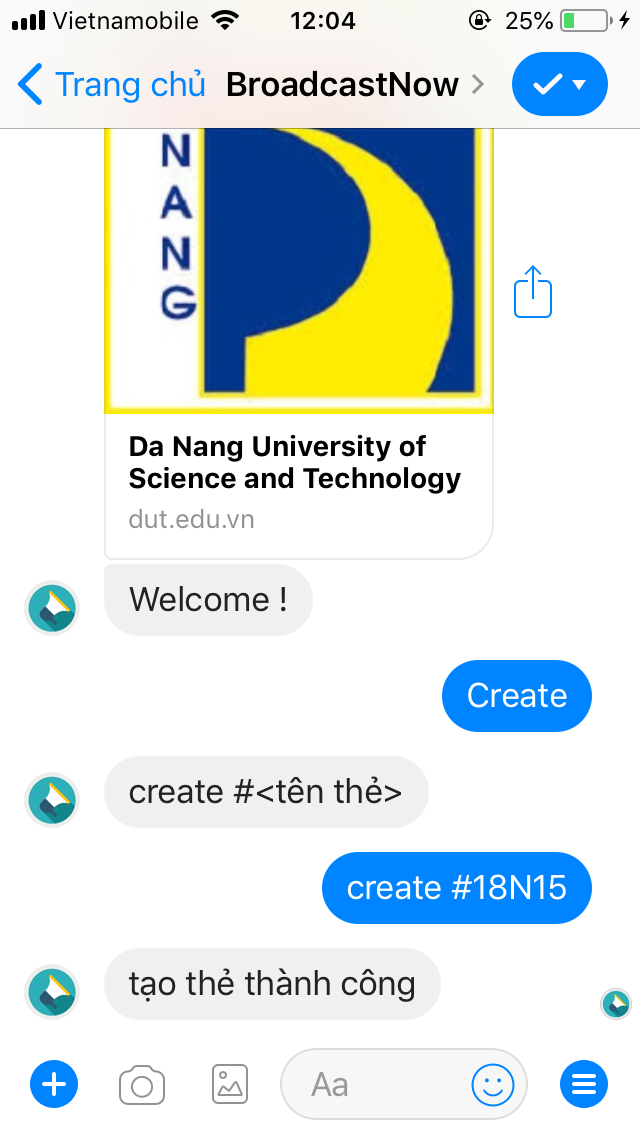 Vietnamobile 12:04 25%
Trang chủ BroadcastNow
N
A
N
G
Da Nang University of
Science and Technology
dut.edu.vn
Welcome !
Create
create #<tên thẻ>
create #18N15
tạo thẻ thành công
Aa